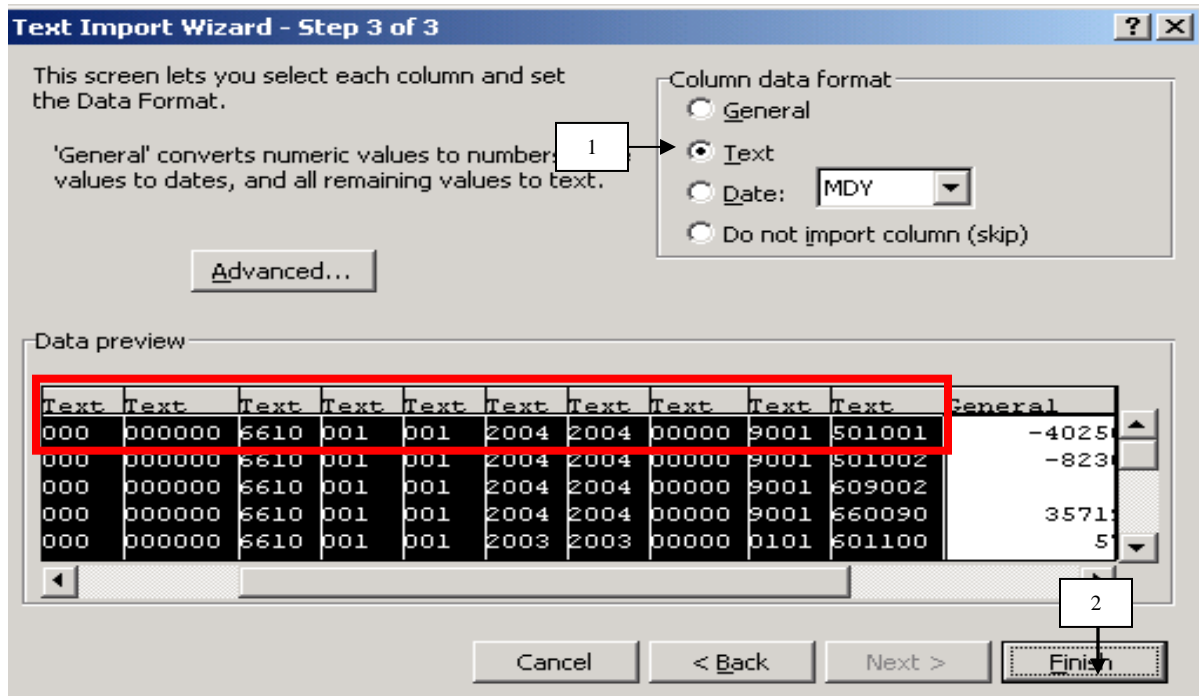 Text Import Wizard - Step 3 of 3
This screen lets you select each column and set
the Data Format.
'General' converts numeric values to numbers
values to dates, and all remaining values to text.
Advanced...
Column data format
General
1
Text
Date: MDY
Do not import column (skip)
Data preview
Text Text Text Text Text Text Text Text Text Text General
000 000000 6610 001 001 2004 2004 00000 9001 501001 -4025
000 000000 6610 001 001 2004 2004 00000 9001 501002 -823
000 000000 6610 001 001 2004 2004 00000 9001 609002
000 000000 6610 001 001 2004 2004 00000 9001 660090 3571
000 000000 6610 001 001 2003 2003 00000 0101 601100 5
2
Cancel < Back Next > Finish